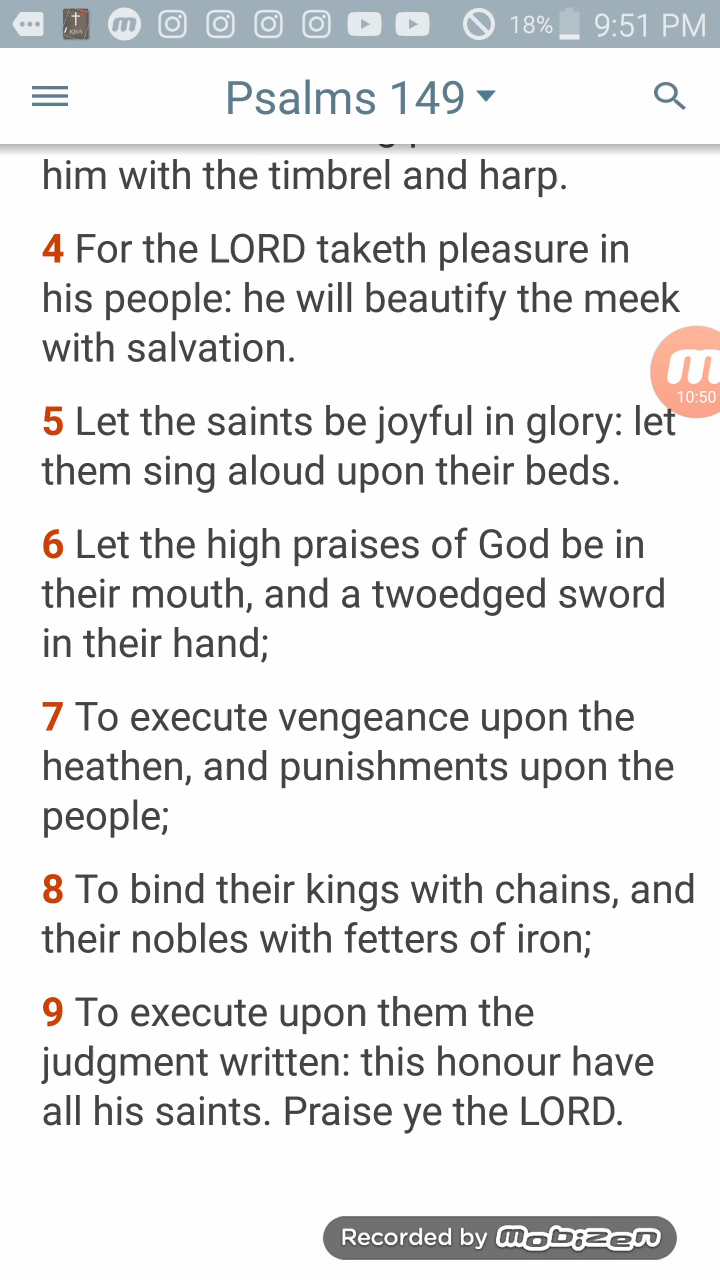 18% 9:51 PM
Psalms 149
him with the timbrel and harp.
4 For the LORD taketh pleasure in
his people: he will beautify the meek
with salvation.
m
10:50
5 Let the saints be joyful in glory: let
them sing aloud upon their beds.
6 Let the high praises of God be in
their mouth, and a twoedged sword
in their hand;
7 To execute vengeance upon the
heathen, and punishments upon the
people;
8 To bind their kings with chains, and
their nobles with fetters of iron;
9 To execute upon them the
judgment written: this honour have
all his saints. Praise ye the LORD.
Recorded by mobizen